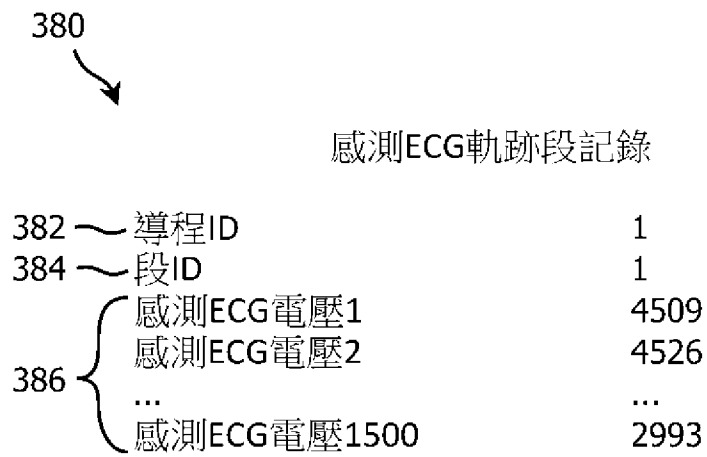 380
感測ECG軌跡段記錄
382 導程ID 1
384 段ID 1
感測ECG電壓1 4509
感測ECG電壓2 4526
386
... ...
感測ECG電壓1500 2993